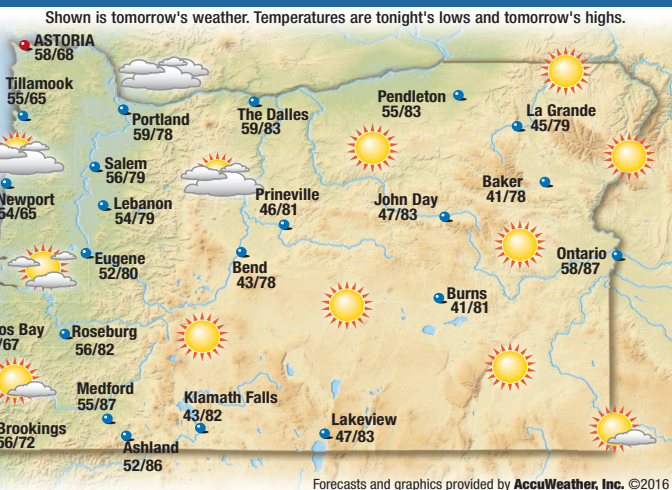 Shown is tomorrow's weather. Temperatures are tonight's lows and tomorrow's highs.
ASTORIA
58/68
Tillamook
55/65
Portland
59/78
The Dalles
59/83
Pendleton
55/83
La Grande
45/79
Salem
56/79
Newport
54/65
Lebanon
54/79
Prineville
46/81
John Day
47/83
Baker
41/78
Eugene
52/80
Bend
43/78
Ontario
58/87
Burns
41/81
os Bay
/67
Roseburg
56/82
Medford
55/87
Klamath Falls
43/82
Brookings
56/72
Ashland
52/86
Lakeview
47/83
Forecasts and graphics provided by AccuWeather, Inc. ©2016